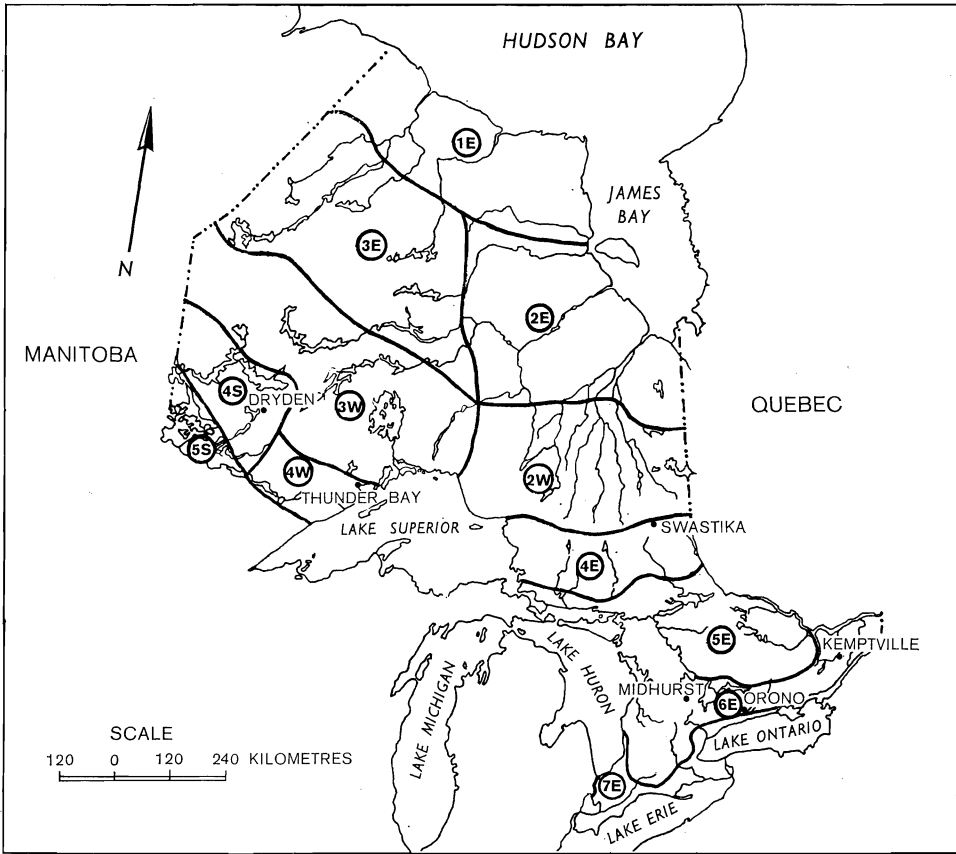 HUDSON BAY
1E
JAMES
BAY
3E
N
2E
MANITOBA
4S
DRYDEN
3W
QUEBEC
5S
4W
2W
THUNDER BAY
LAKE SUPERIOR
SWASTIKA
4E
5E
KEMPTVILLE
LAKE HURON
LAKE MICHIGAN
MIDHURST
6E
ORONO
SCALE
LAKE ONTARIO
120 0 120 240 KILOMETRES
7E
LAKE ERIE